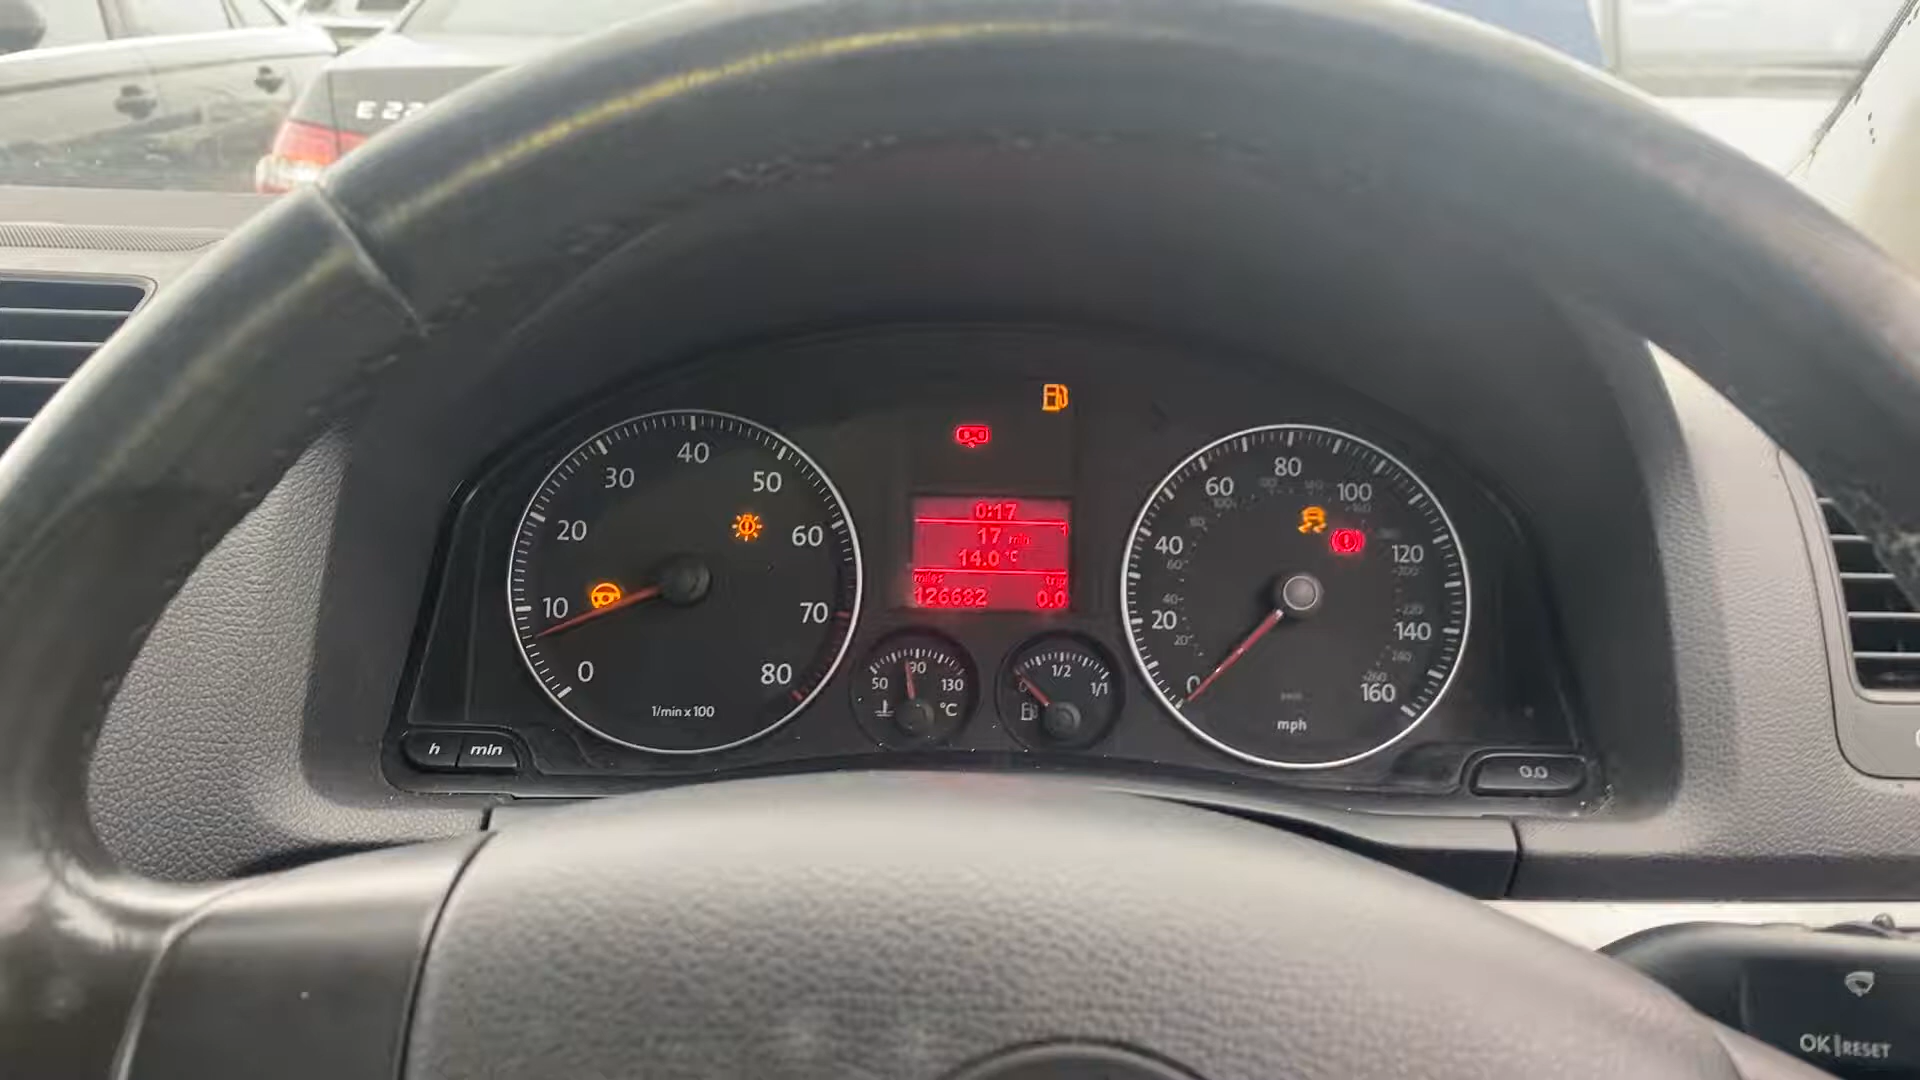 E 22
0
10
20
30
40
50
60
70
80
1/min x 100
h min
0:17
17 min
14.0 °C
miles trip
126682 0.0
50 90 130
°C
0 1/2 1/1
0
20
40
60
80
100
120
140
160
mph
0.0
OK|RESET